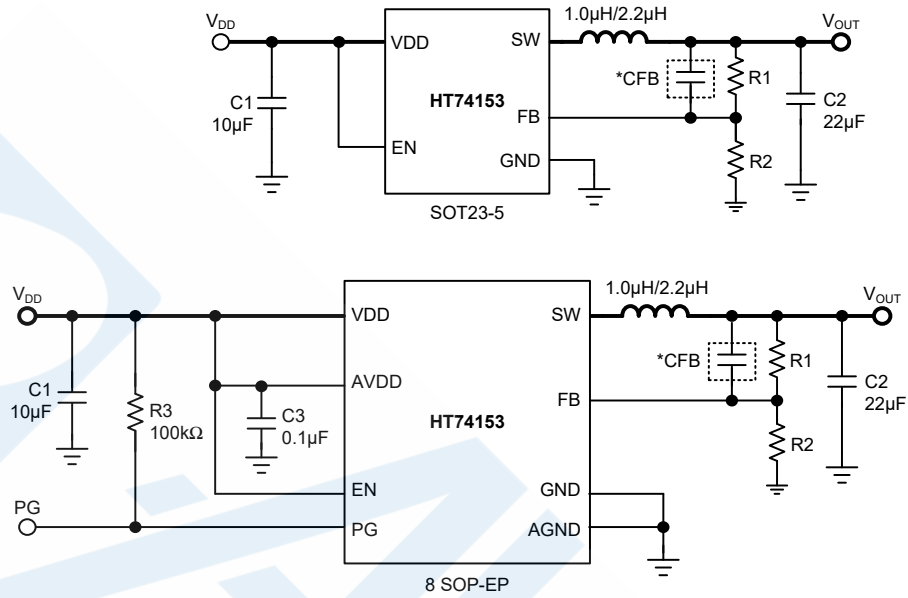 1.0µH/2.2µH
VDD
VOUT
VDD
SW
*CFB
R1
C1
10µF
HT74153
C2
22µF
FB
EN
R2
GND
SOT23-5
VDD
1.0µH/2.2µH
VOUT
VDD
SW
*CFB
R1
C1
10µF
R3
100kΩ
AVDD
C3
0.1µF
HT74153
FB
C2
22µF
R2
EN
GND
PG
PG
AGND
8 SOP-EP